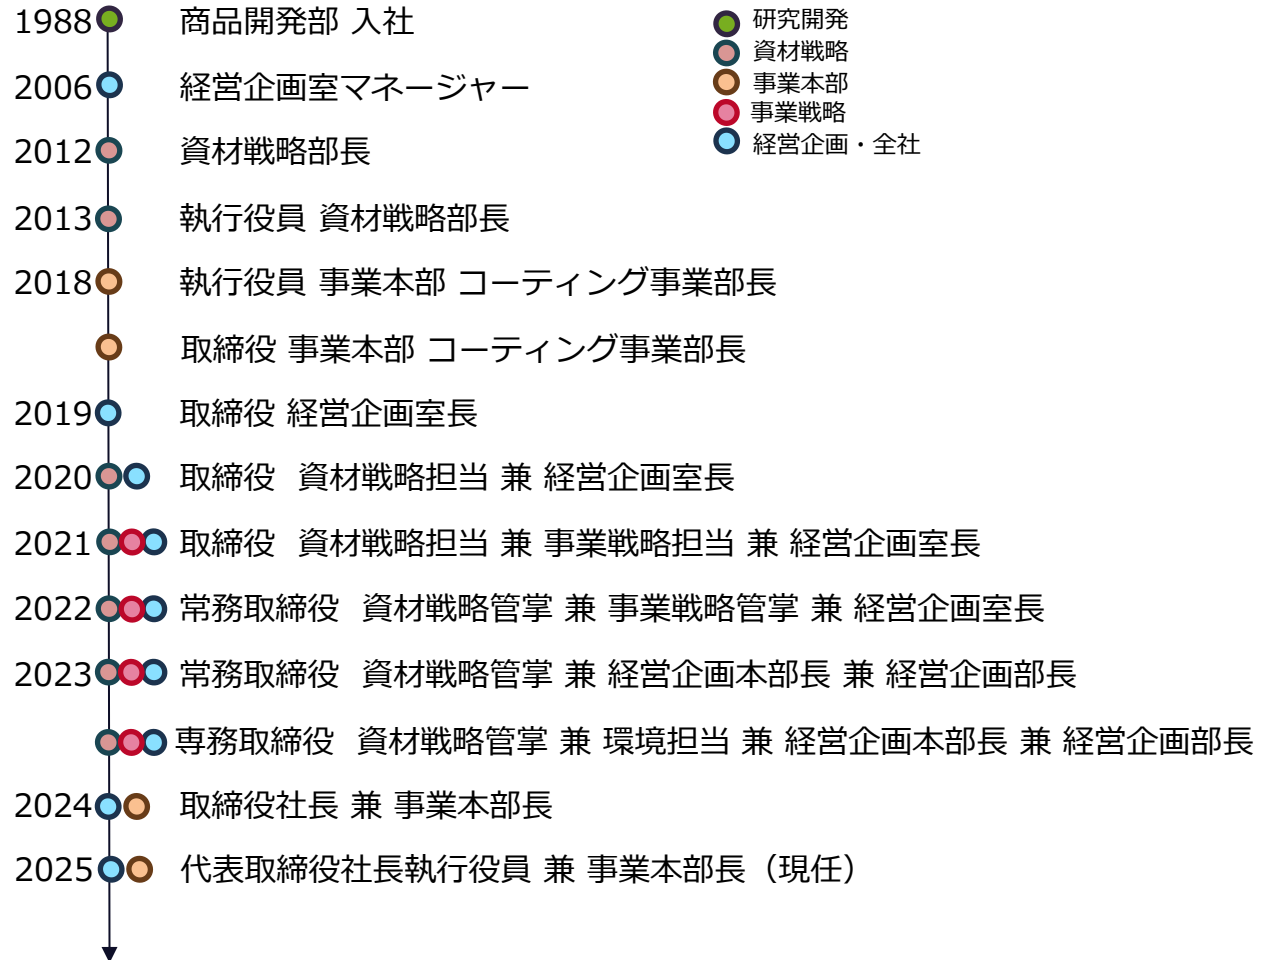 1988 商品開発部 入社
2006 経営企画室マネージャー
2012 資材戦略部長
2013 執行役員 資材戦略部長
2018 執行役員 事業本部 コーティング事業部長
取締役 事業本部 コーティング事業部長
2019 取締役 経営企画室長
2020 取締役 資材戦略担当 兼 経営企画室長
2021 取締役 資材戦略担当 兼 事業戦略担当 兼 経営企画室長
2022 常務取締役 資材戦略管掌 兼 事業戦略管掌 兼 経営企画室長
2023 常務取締役 資材戦略管掌 兼 経営企画本部長 兼 経営企画部長
専務取締役 資材戦略管掌 兼 環境担当 兼 経営企画本部長 兼 経営企画部長
2024 取締役社長 兼 事業本部長
2025 代表取締役社長執行役員 兼 事業本部長（現任）
研究開発
資材戦略
事業本部
事業戦略
経営企画・全社